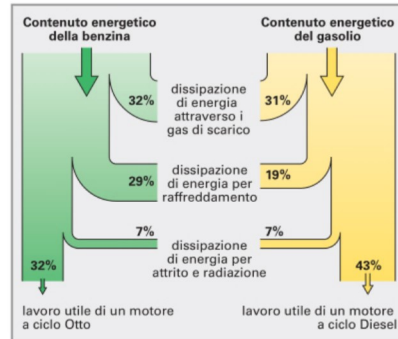 Contenuto energetico
della benzina
Contenuto energetico
del gasolio
32%
dissipazione
di energia
attraverso i
gas di scarico
31%
29%
dissipazione
di energia per
raffreddamento
19%
7%
dissipazione
di energia per
attrito e radiazione
7%
32%
43%
lavoro utile di un motore
a ciclo Otto
lavoro utile di un motore
a ciclo Diesel